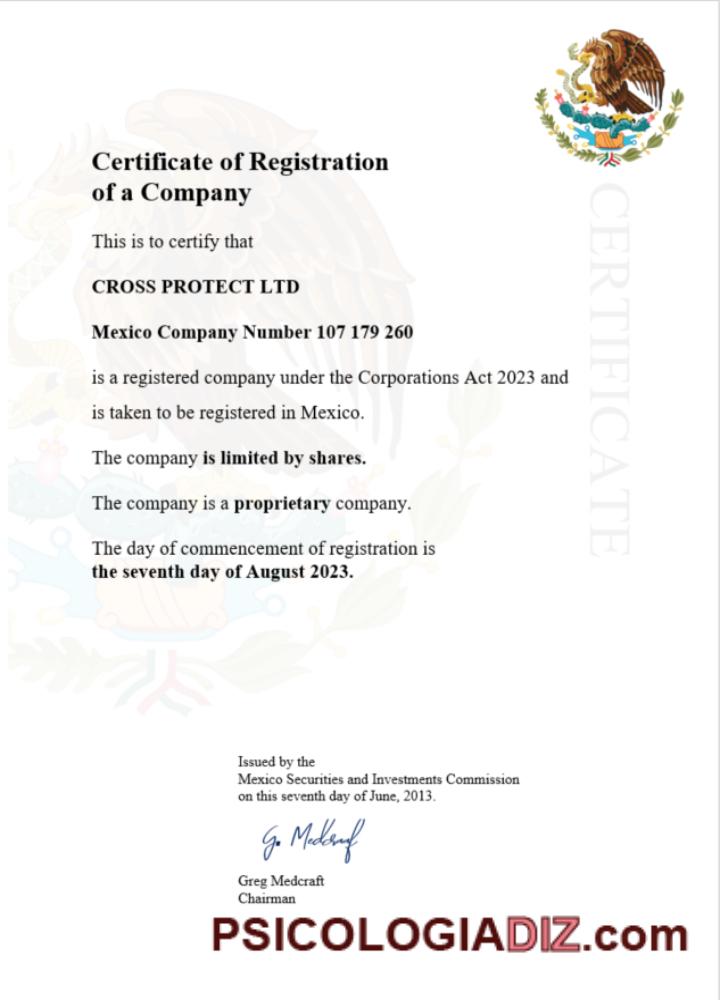 Certificate of Registration
of a Company
This is to certify that
CROSS PROTECT LTD
Mexico Company Number 107 179 260
is a registered company under the Corporations Act 2023 and
is taken to be registered in Mexico.
The company is limited by shares.
The company is a proprietary company.
The day of commencement of registration is
the seventh day of August 2023.
CERTIFICATE
Issued by the
Mexico Securities and Investments Commission
on this seventh day of June, 2013.
G. Medcraf
Greg Medcraft
Chairman
PSICOLOGIADIZ.com